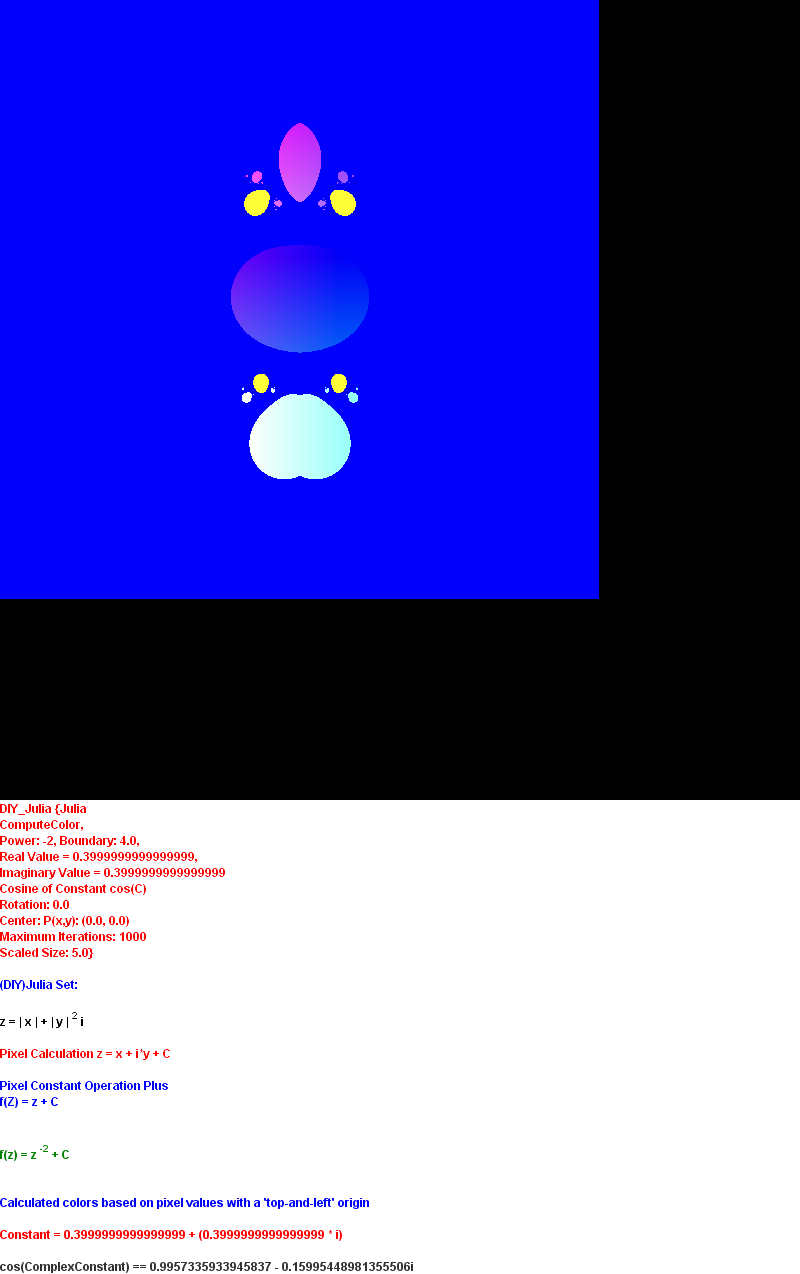 DIY_Julia {Julia
ComputeColor,
Power: -2, Boundary: 4.0,
Real Value = 0.3999999999999999,
Imaginary Value = 0.3999999999999999
Cosine of Constant cos(C)
Rotation: 0.0
Center: P(x,y): (0.0, 0.0)
Maximum Iterations: 1000
Scaled Size: 5.0}
(DIY)Julia Set:
z = | x | + | y | ² i
Pixel Calculation z = x + i*y + C
Pixel Constant Operation Plus
f(Z) = z + C
f(z) = z ⁻² + C
Calculated colors based on pixel values with a 'top-and-left' origin
Constant = 0.3999999999999999 + (0.3999999999999999 * i)
cos(ComplexConstant) == 0.9957335933945837 - 0.15995448981355506i